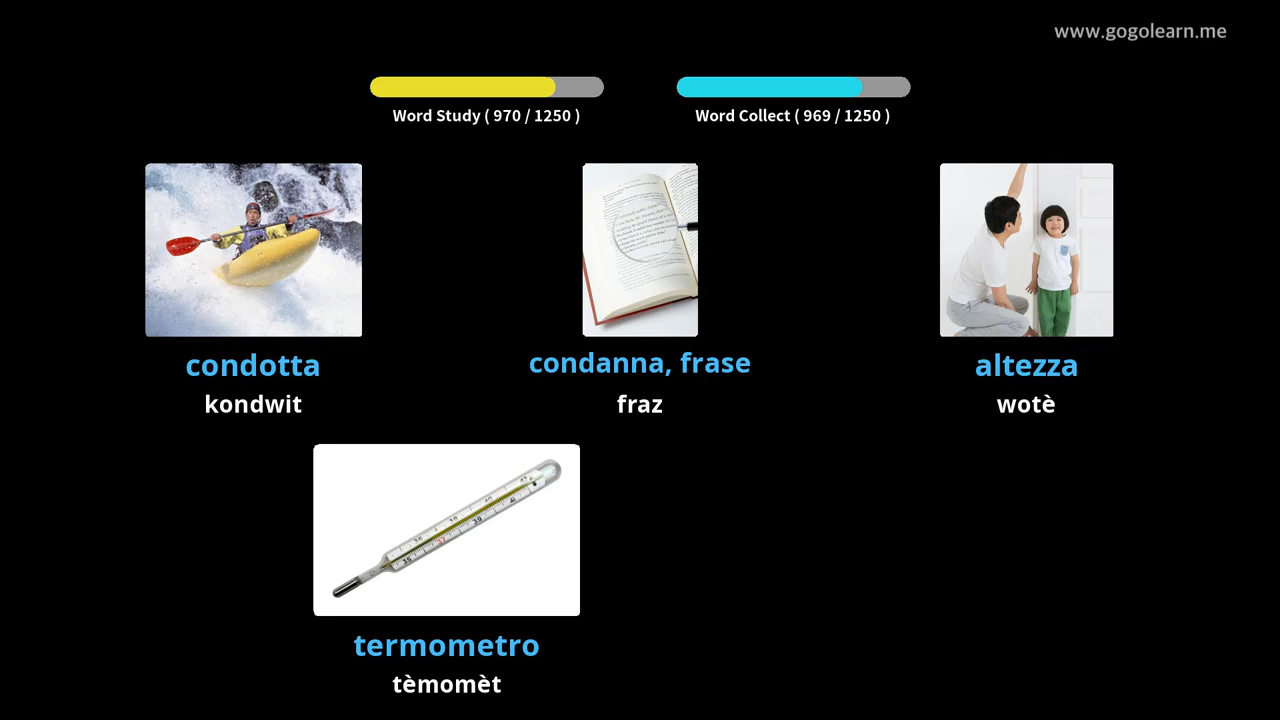 www.gogolearn.me
Word Study ( 970 / 1250 )
Word Collect ( 969 / 1250 )
condotta
kondwit
condanna, frase
fraz
altezza
wotè
termometro
tèmomèt